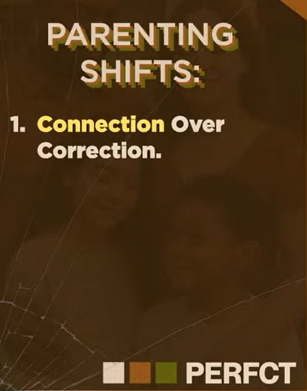 PARENTING
SHIFTS:
1. Connection Over
Correction.
PERFCT